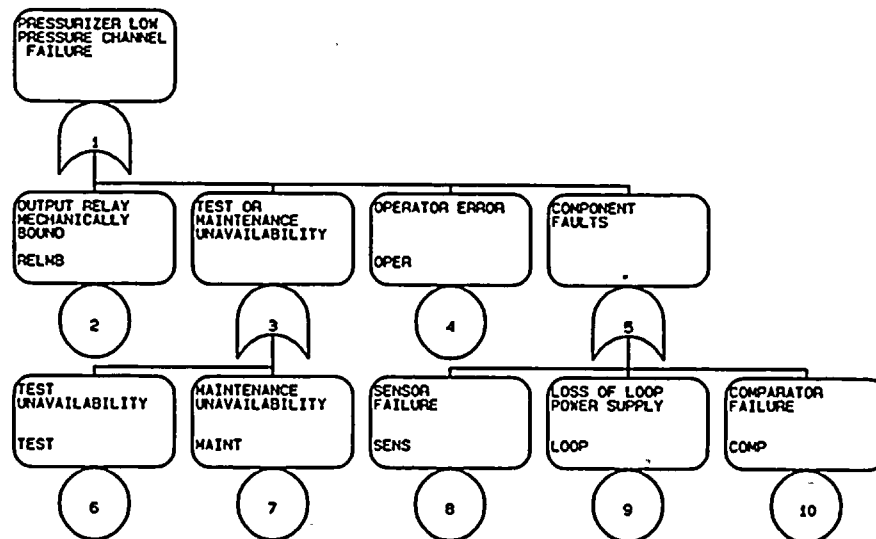 PRESSURIZER LOW
PRESSURE CHANNEL
FAILURE
1
OUTPUT RELAY
MECHANICALLY
BOUND
RELMB
2
TEST OR
MAINTENANCE
UNAVAILABILITY
3
OPERATOR ERROR
OPER
4
COMPONENT
FAULTS
5
TEST
UNAVAILABILITY
TEST
6
MAINTENANCE
UNAVAILABILITY
MAINT
7
SENSOR
FAILURE
SENS
8
LOSS OF LOOP
POWER SUPPLY
LOOP
9
COMPARATOR
FAILURE
COMP
10